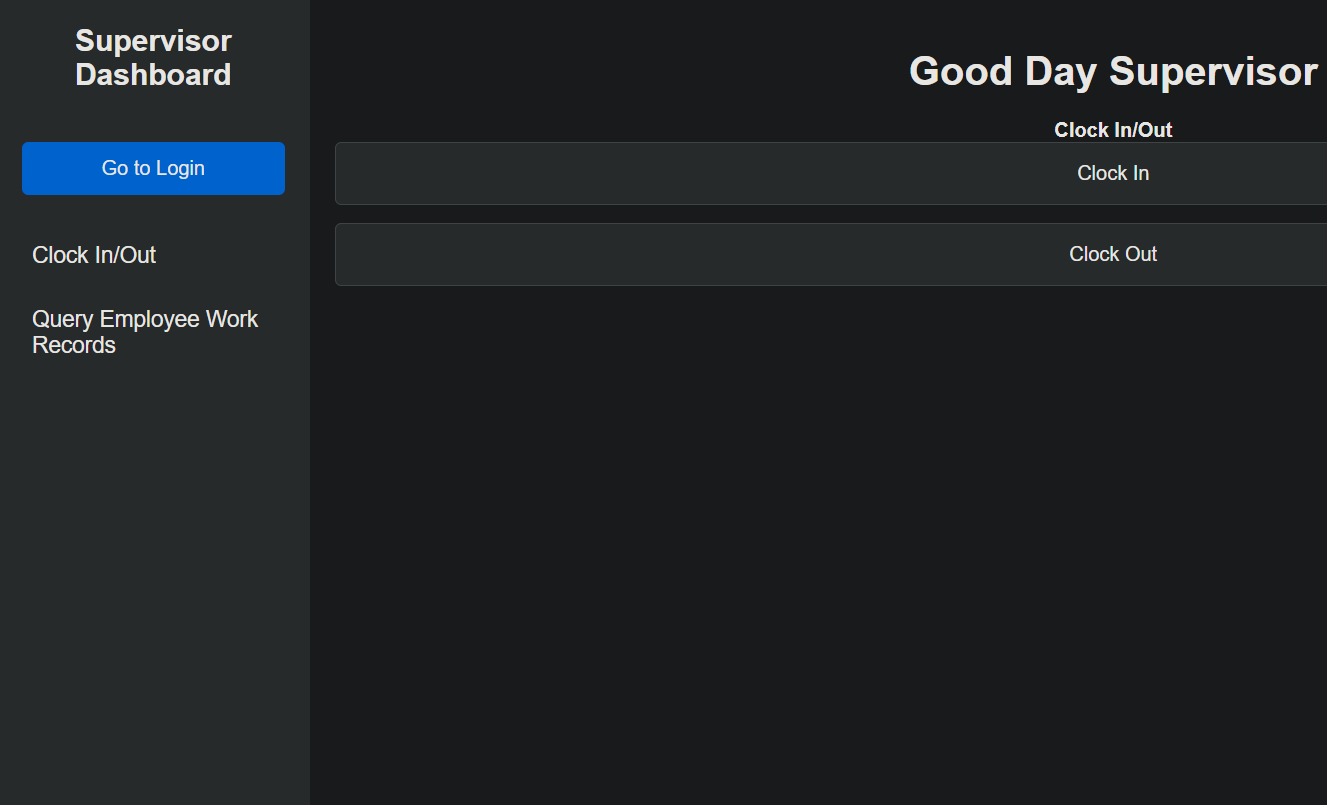 Supervisor
Dashboard
Go to Login
Clock In/Out
Query Employee Work
Records
Good Day Supervisor
Clock In/Out
Clock In
Clock Out